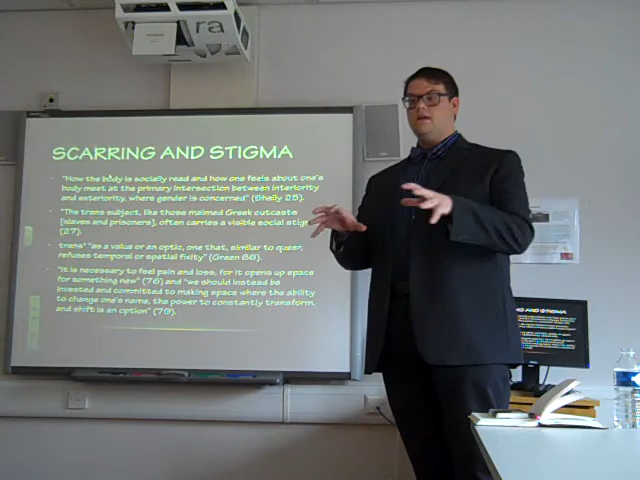 SCARRING AND STIGMA
"How the body is socially read and how one feels about one's
body meet at the primary intersection between interiority
and exteriority, where gender is concerned" (Shelly 25).
"The trans subject, like those maimed Greek outcasts
[slaves and prisoners], often carries a visible social stig
(27).
trans* "as a value or an optic, one that, similar to queer,
refuses temporal or spatial fixity" (Green 66).
"it is necessary to feel pain and loss, for it opens up space
for something new" (76) and "we should instead be
invested and committed to making space where the ability
to change one's name, the power to constantly transform,
and shift is an option" (79).
NG AND STIGMA